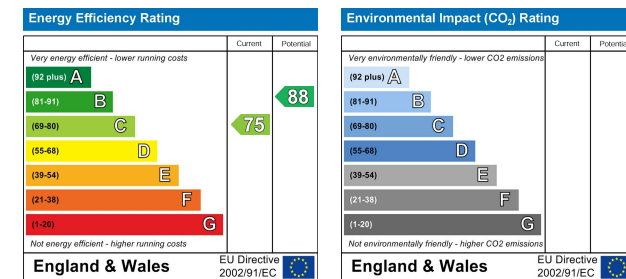 Energy Efficiency Rating
Current Potential
Very energy efficient - lower running costs
(92 plus) A
(81-91) B
88
(69-80) C
75
(55-68) D
(39-54) E
(21-38) F
(1-20) G
Not energy efficient - higher running costs
England & Wales
EU Directive
2002/91/EC
Environmental Impact (CO₂) Rating
Current Potential
Very environmentally friendly - lower CO2 emissions
(92 plus) A
(81-91) B
(69-80) C
(55-68) D
(39-54) E
(21-38) F
(1-20) G
Not environmentally friendly - higher CO2 emissions
England & Wales
EU Directive
2002/91/EC